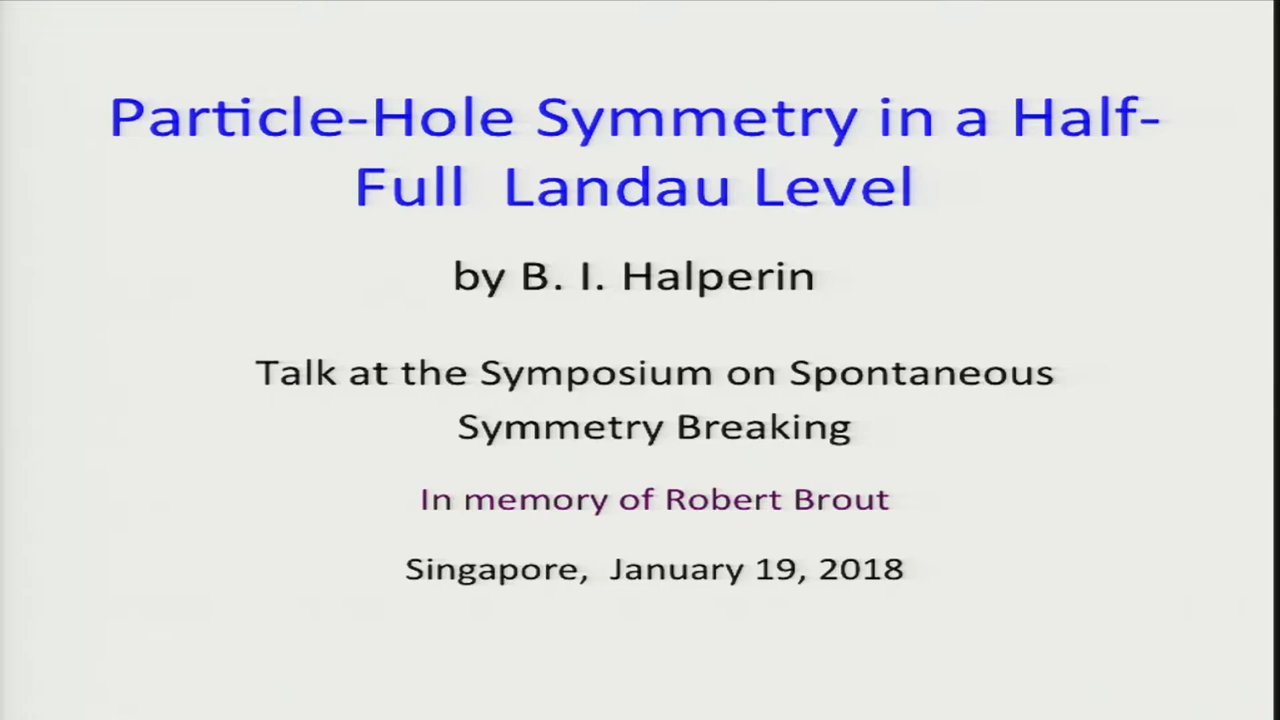 Particle-Hole Symmetry in a Half-
Full Landau Level
by B. I. Halperin
Talk at the Symposium on Spontaneous
Symmetry Breaking
In memory of Robert Brout
Singapore, January 19, 2018